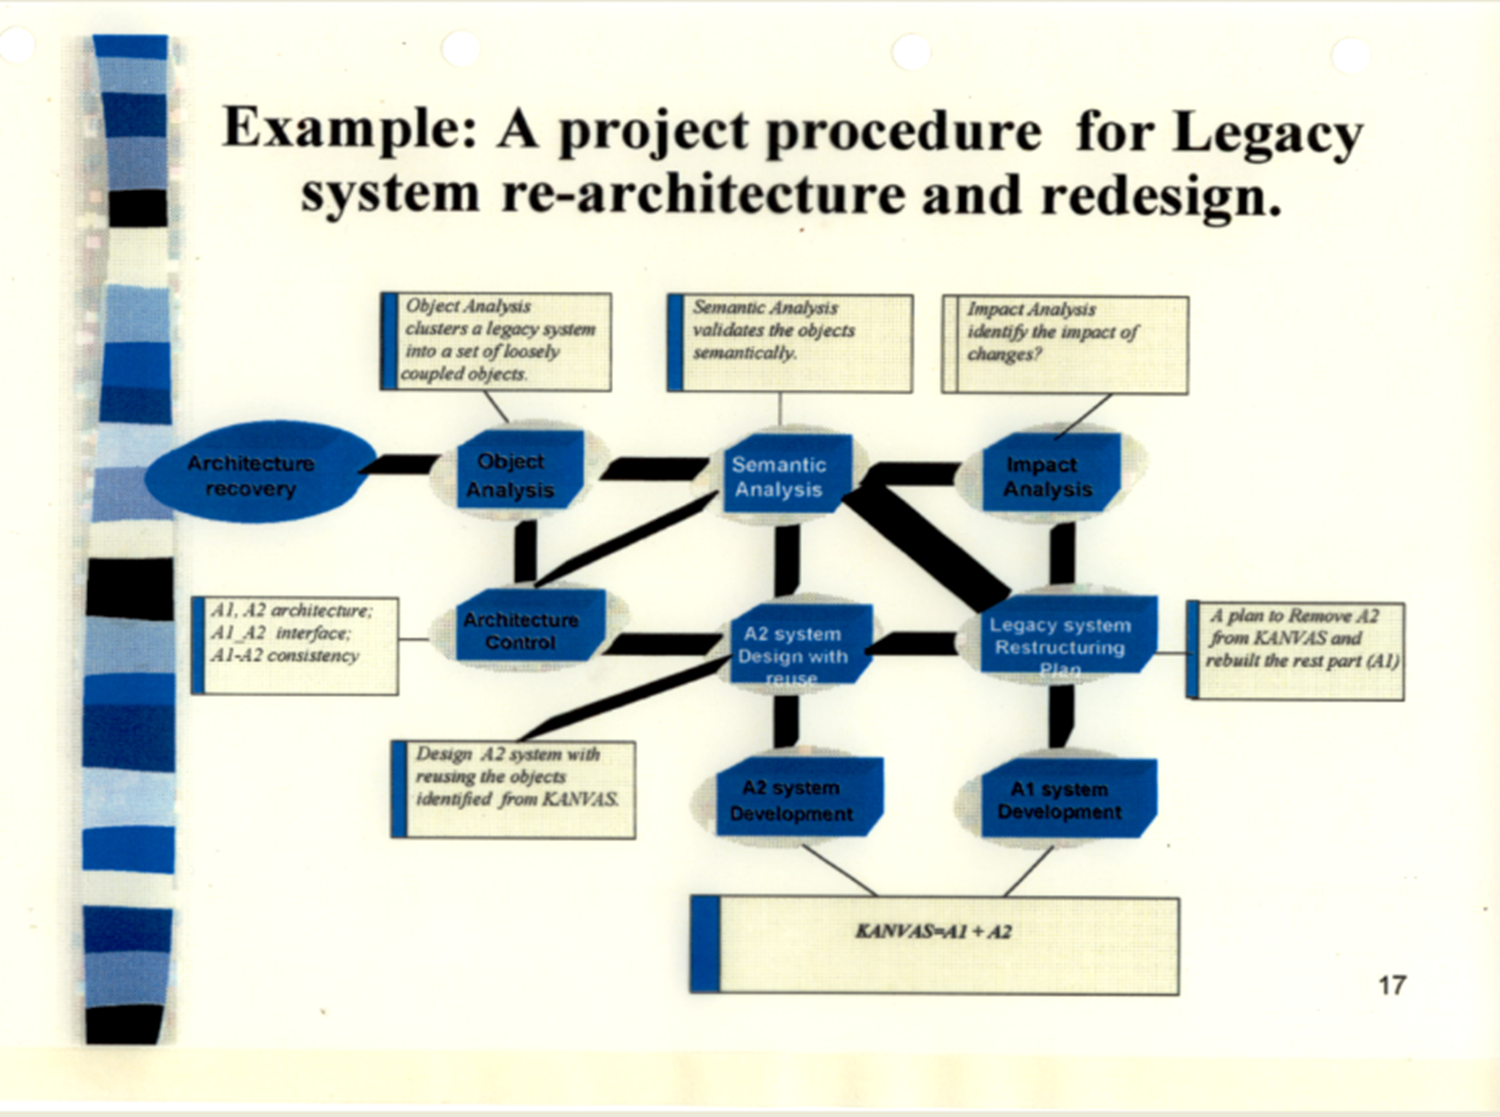 Example: A project procedure for Legacy
system re-architecture and redesign.
Object Analysis
clusters a legacy system
into a set of loosely
coupled objects.
Semantic Analysis
validates the objects
semantically.
Impact Analysis
identify the impact of
changes?
Architecture
recovery
Object
Analysis
Semantic
Analysis
Impact
Analysis
A1, A2 architecture;
A1_A2 interface;
A1-A2 consistency
Architecture
Control
A2 system
Design with
reuse
Legacy system
Restructuring
Plan
A plan to Remove A2
from KANVAS and
rebuilt the rest part (A1)
Design A2 system with
reusing the objects
identified from KANVAS.
A2 system
Development
A1 system
Development
KANVAS=A1 + A2
17